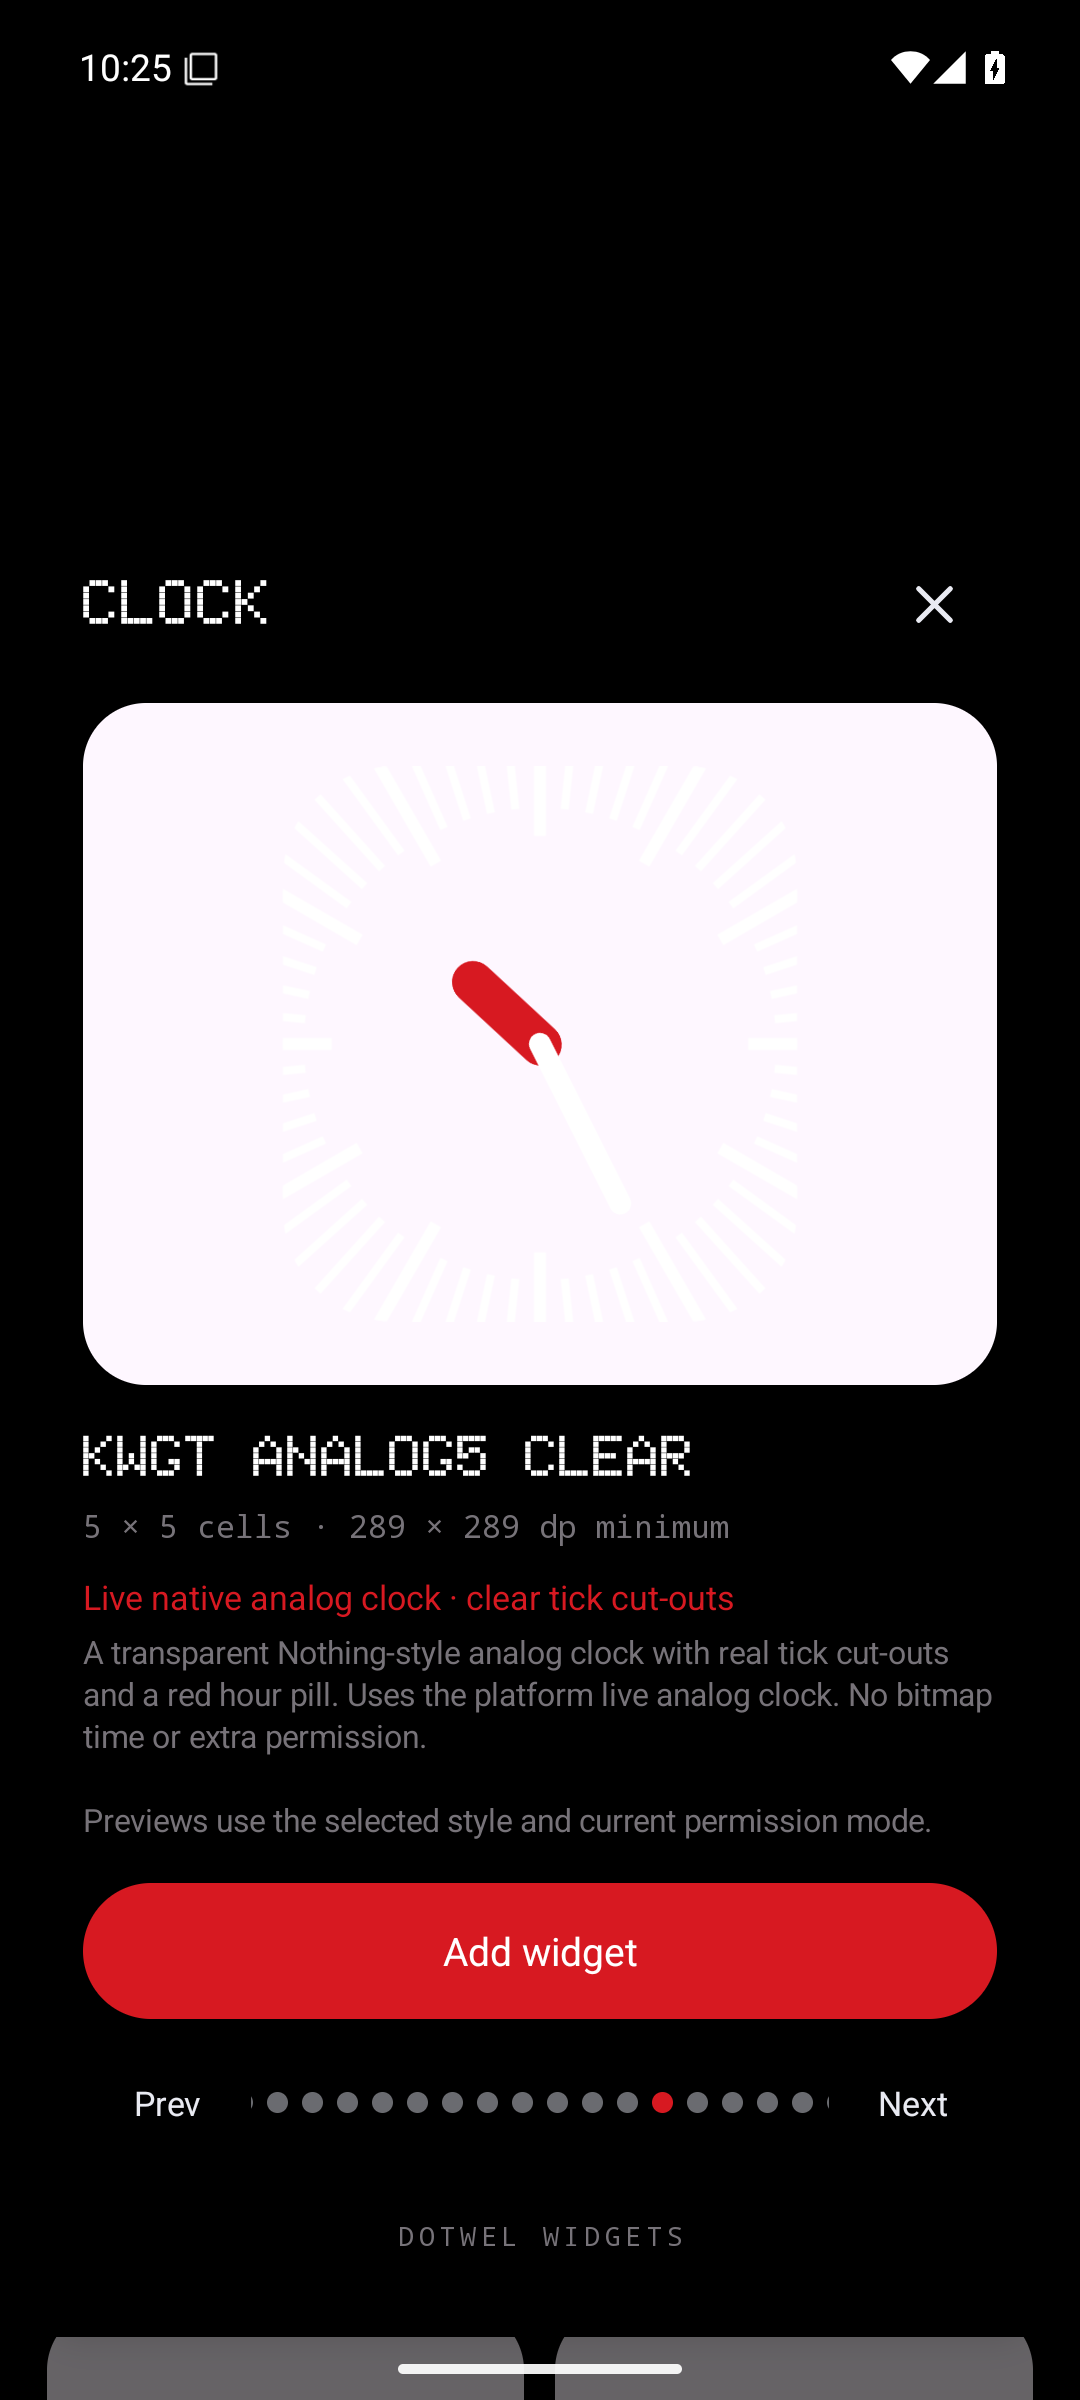 10:25
CLOCK
KWGT ANALOG5 CLEAR
5 × 5 cells · 289 × 289 dp minimum
Live native analog clock · clear tick cut-outs
A transparent Nothing-style analog clock with real tick cut-outs
and a red hour pill. Uses the platform live analog clock. No bitmap
time or extra permission.
Previews use the selected style and current permission mode.
Add widget
Prev
Next
DOTWEL WIDGETS